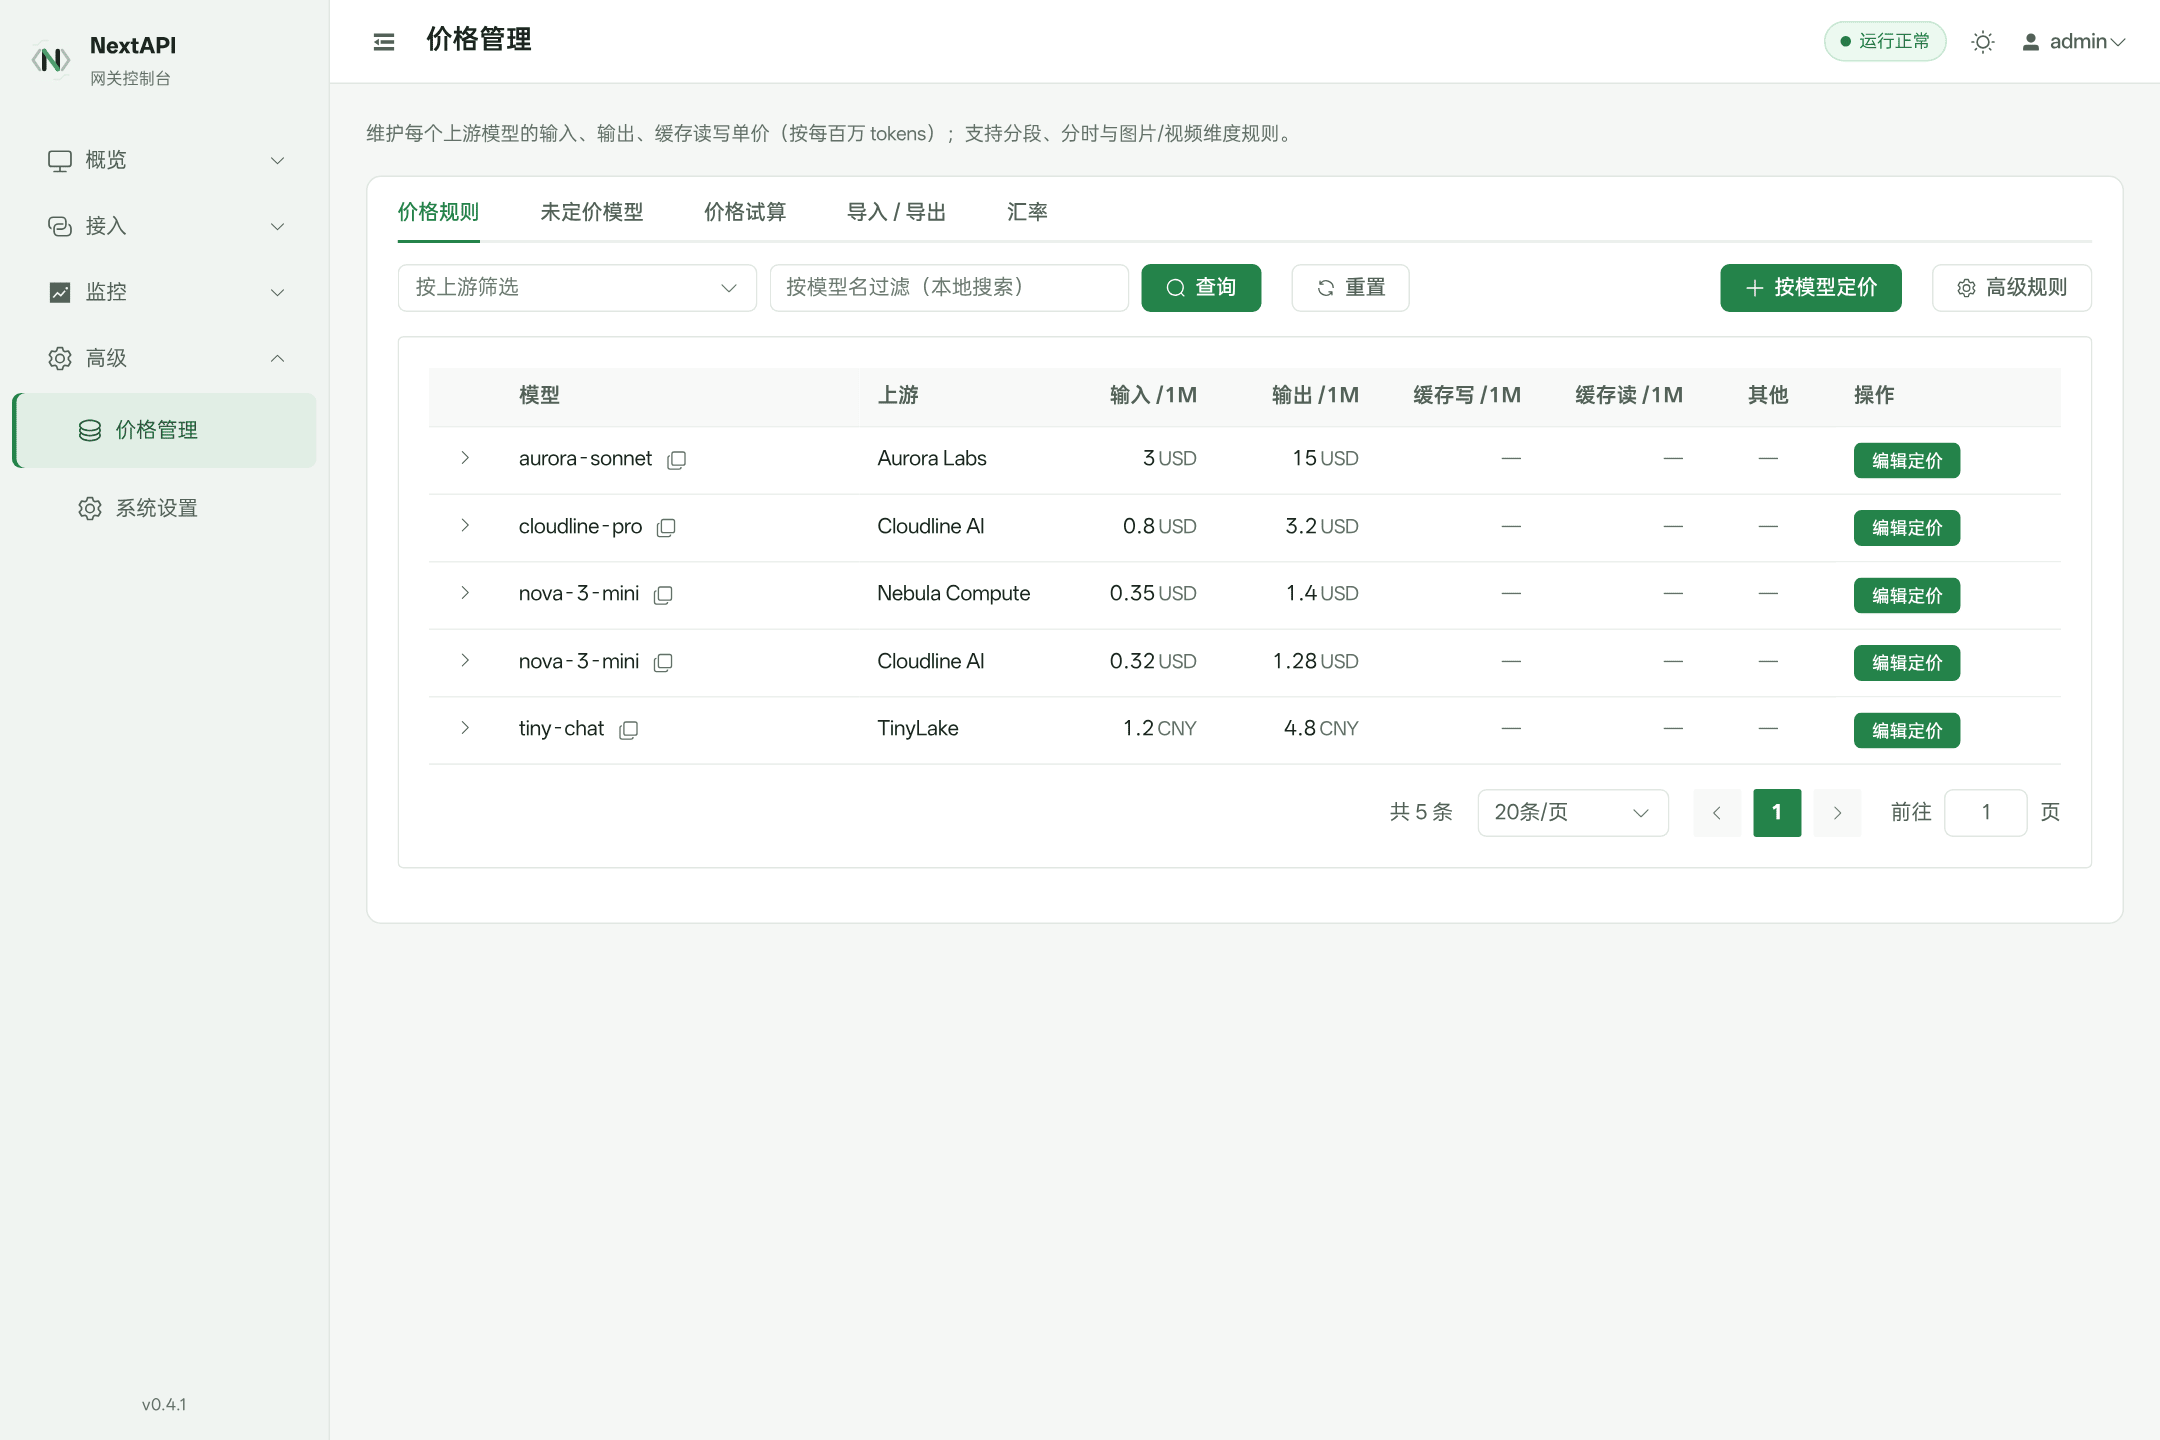 NextAPI
网关控制台
概览
接入
监控
高级
价格管理
系统设置
v0.4.1
价格管理
运行正常
admin
维护每个上游模型的输入、输出、缓存读写单价（按每百万 tokens）；支持分段、分时与图片/视频维度规则。
价格规则 未定价模型 价格试算 导入 / 导出 汇率
按上游筛选 按模型名过滤（本地搜索） 查询 重置 按模型定价 高级规则
模型 上游 输入 /1M 输出 /1M 缓存写 /1M 缓存读 /1M 其他 操作
aurora-sonnet Aurora Labs 3 USD 15 USD — — — 编辑定价
cloudline-pro Cloudline AI 0.8 USD 3.2 USD — — — 编辑定价
nova-3-mini Nebula Compute 0.35 USD 1.4 USD — — — 编辑定价
nova-3-mini Cloudline AI 0.32 USD 1.28 USD — — — 编辑定价
tiny-chat TinyLake 1.2 CNY 4.8 CNY — — — 编辑定价
共 5 条 20条/页 1 前往 1 页